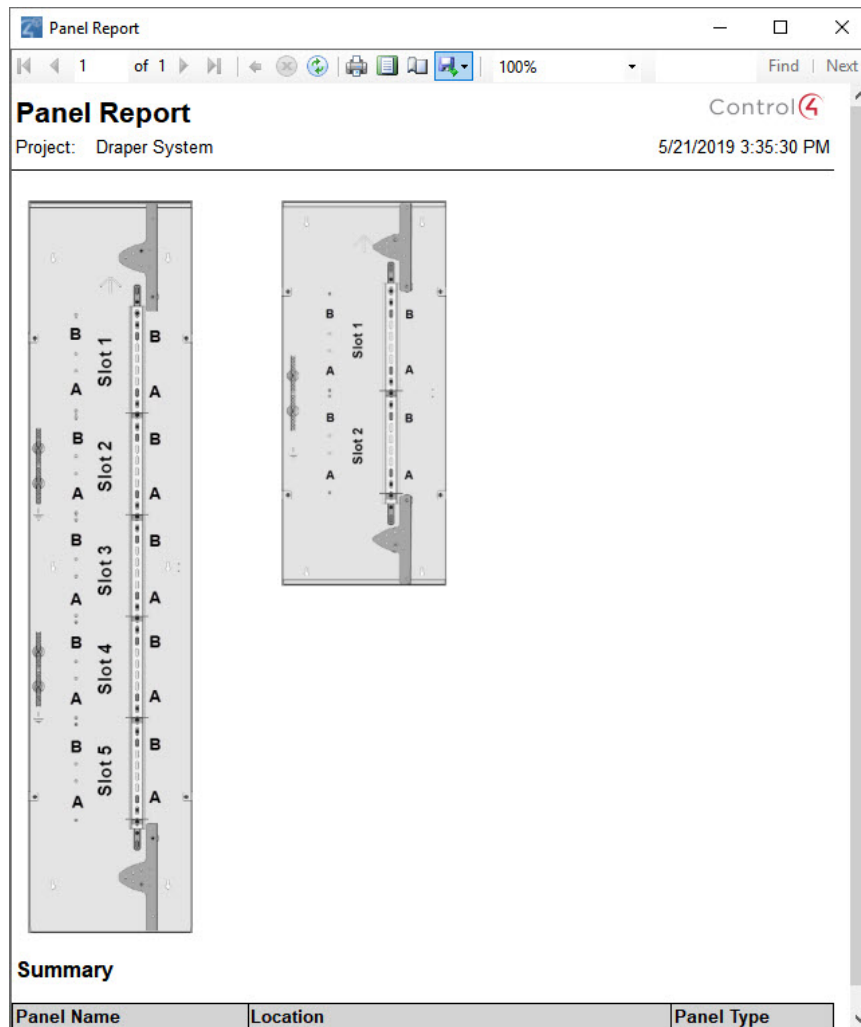 Panel Report
1 of 1 100% Find | Next
Panel Report
Control4
Project: Draper System 5/21/2019 3:35:30 PM
B B
Slot 1
A A
B B
Slot 2
A A
B B
Slot 3
A A
B B
Slot 4
A A
B B
Slot 5
A A
B B
Slot 1
A A
B B
Slot 2
A A
Summary
Panel Name Location Panel Type